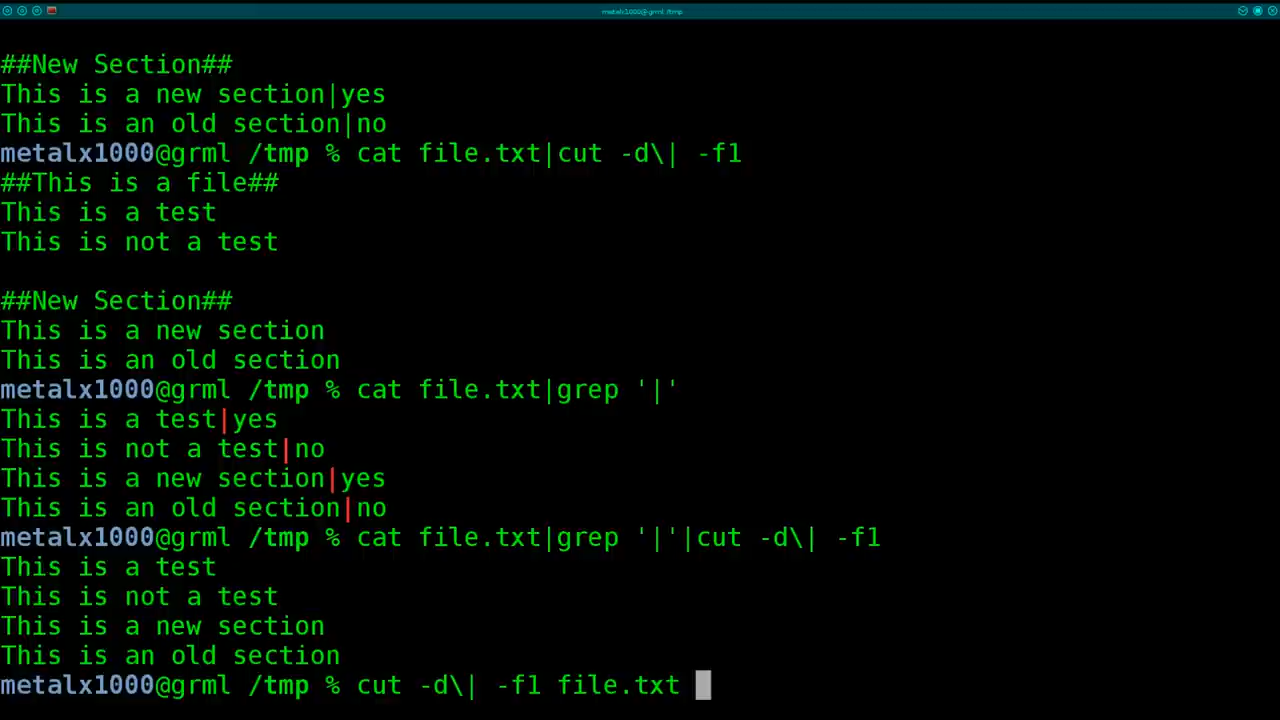 metalx1000@grml /tmp
##New Section##
This is a new section|yes
This is an old section|no
metalx1000@grml /tmp % cat file.txt|cut -d\| -f1
##This is a file##
This is a test
This is not a test
##New Section##
This is a new section
This is an old section
metalx1000@grml /tmp % cat file.txt|grep '|'
This is a test|yes
This is not a test|no
This is a new section|yes
This is an old section|no
metalx1000@grml /tmp % cat file.txt|grep '|'|cut -d\| -f1
This is a test
This is not a test
This is a new section
This is an old section
metalx1000@grml /tmp % cut -d\| -f1 file.txt